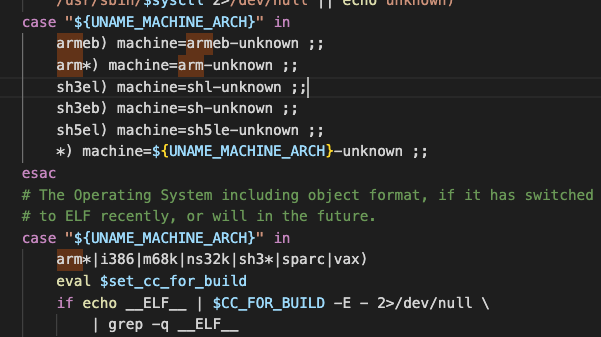 /usr/sbin/$sysctl 2>/dev/null || echo unknown)
case "${UNAME_MACHINE_ARCH}" in
armeb) machine=armeb-unknown ;;
arm*) machine=arm-unknown ;;
sh3el) machine=shl-unknown ;;
sh3eb) machine=sh-unknown ;;
sh5el) machine=sh5le-unknown ;;
*) machine=${UNAME_MACHINE_ARCH}-unknown ;;
esac
# The Operating System including object format, if it has switched
# to ELF recently, or will in the future.
case "${UNAME_MACHINE_ARCH}" in
arm*|i386|m68k|ns32k|sh3*|sparc|vax)
eval $set_cc_for_build
if echo __ELF__ | $CC_FOR_BUILD -E - 2>/dev/null \
| grep -q __ELF__